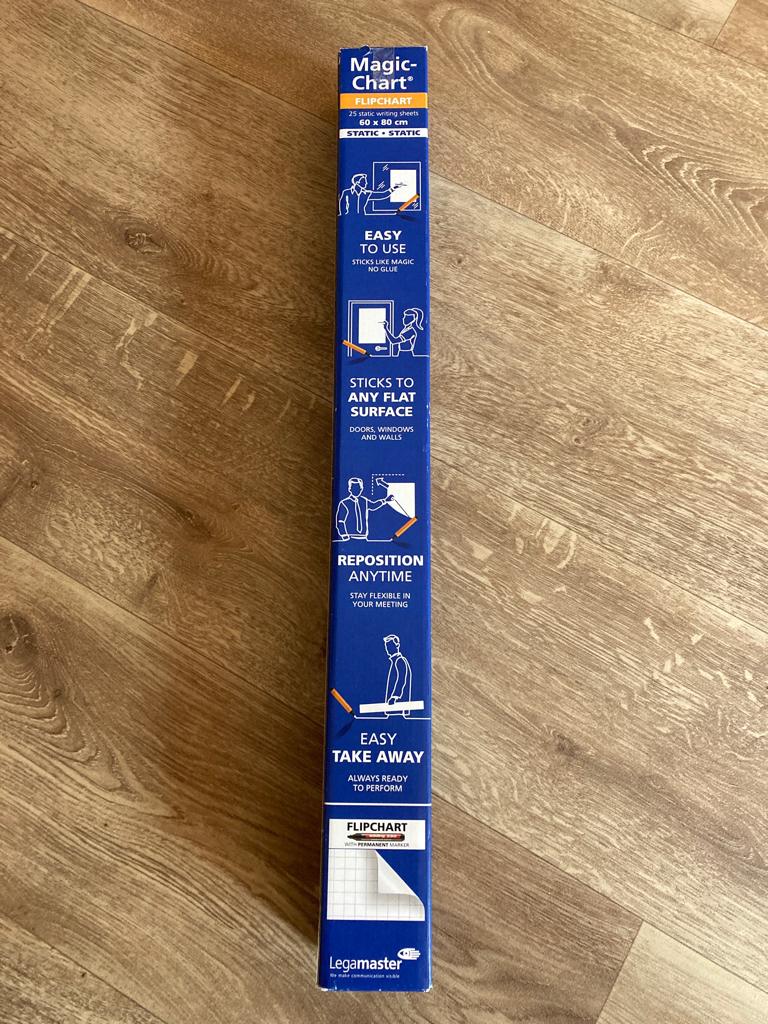 Magic-
Chart®
FLIPCHART
25 static writing sheets
60 x 80 cm
STATIC • STATIC
EASY
TO USE
STICKS LIKE MAGIC
NO GLUE
STICKS TO
ANY FLAT
SURFACE
DOORS, WINDOWS
AND WALLS
REPOSITION
ANYTIME
STAY FLEXIBLE IN
YOUR MEETING
EASY
TAKE AWAY
ALWAYS READY
TO PERFORM
FLIPCHART
WITH PERMANENT MARKER
Legamaster
We make communication visible